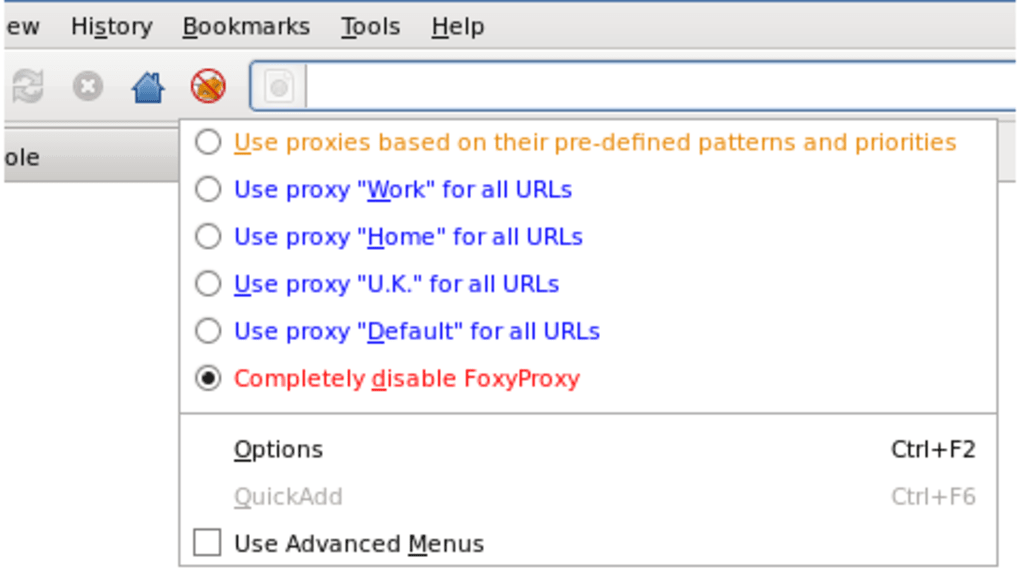 ew History Bookmarks Tools Help
ole
Use proxies based on their pre-defined patterns and priorities
Use proxy "Work" for all URLs
Use proxy "Home" for all URLs
Use proxy "U.K." for all URLs
Use proxy "Default" for all URLs
Completely disable FoxyProxy
Options Ctrl+F2
QuickAdd Ctrl+F6
Use Advanced Menus